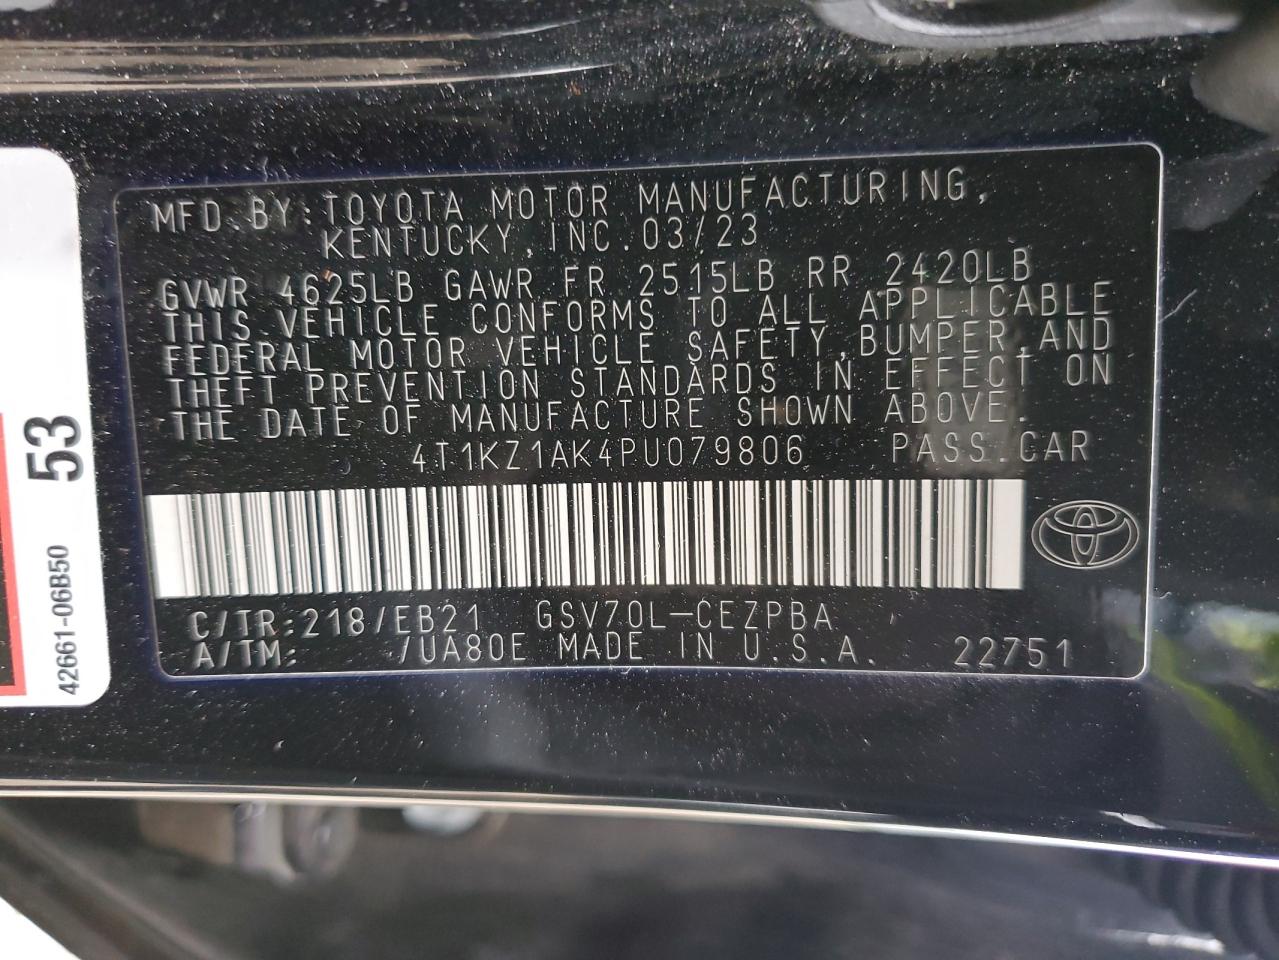 MFD.BY:TOYOTA MOTOR MANUFACTURING,
KENTUCKY,INC.03/23
GVWR 4625LB GAWR FR 2515LB RR 2420LB
THIS VEHICLE CONFORMS TO ALL APPLICABLE
FEDERAL MOTOR VEHICLE SAFETY,BUMPER,AND
THEFT PREVENTION STANDARDS IN EFFECT ON
THE DATE OF MANUFACTURE SHOWN ABOVE.
4T1KZ1AK4PU079806 PASS.CAR
C/TR:218/EB21 GSV70L-CEZPBA
A/TM: /UA80E MADE IN U.S.A. 22751
53
42661-06B50